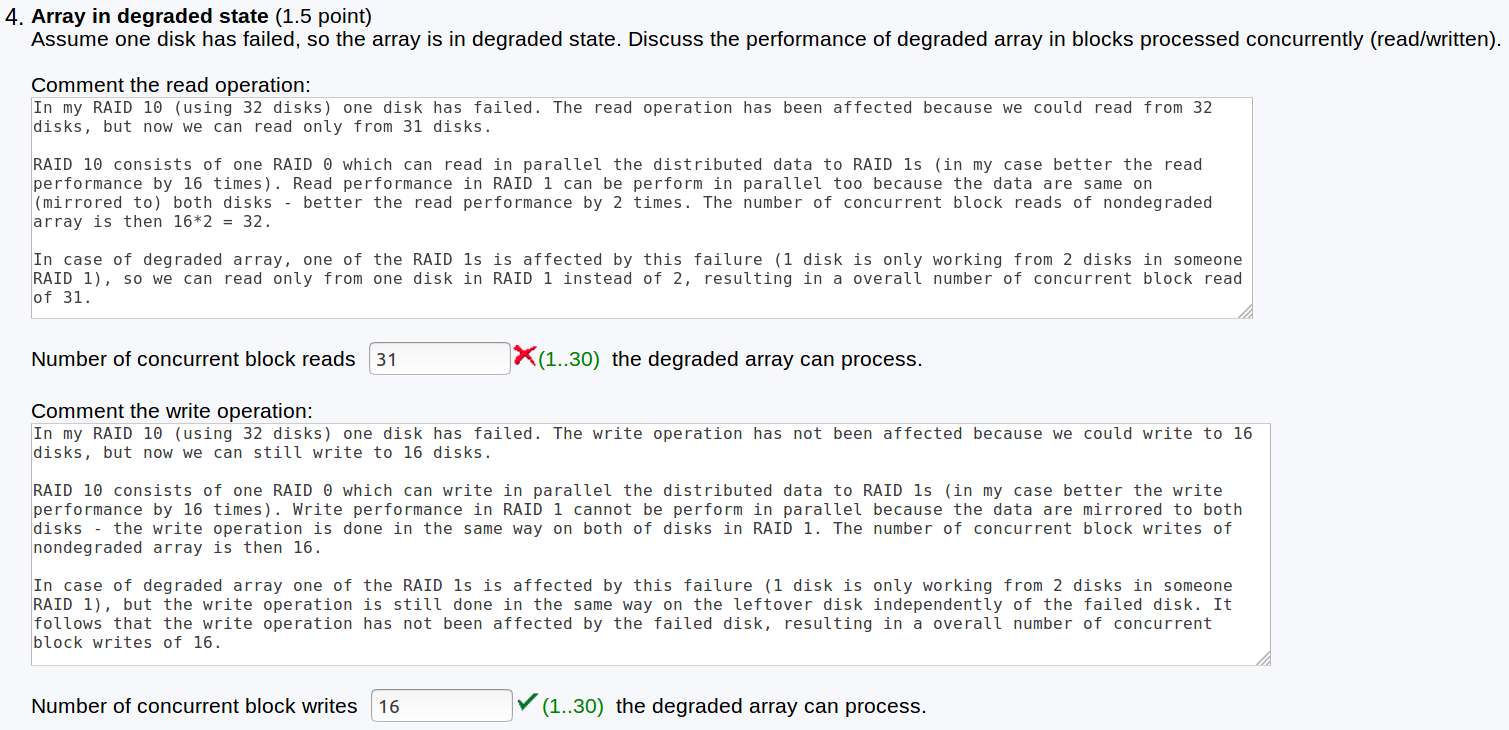 4. Array in degraded state (1.5 point)
Assume one disk has failed, so the array is in degraded state. Discuss the performance of degraded array in blocks processed concurrently (read/written).
Comment the read operation:
In my RAID 10 (using 32 disks) one disk has failed. The read operation has been affected because we could read from 32
disks, but now we can read only from 31 disks.
RAID 10 consists of one RAID 0 which can read in parallel the distributed data to RAID 1s (in my case better the read
performance by 16 times). Read performance in RAID 1 can be perform in parallel too because the data are same on
(mirrored to) both disks - better the read performance by 2 times. The number of concurrent block reads of nondegraded
array is then 16*2 = 32.
In case of degraded array, one of the RAID 1s is affected by this failure (1 disk is only working from 2 disks in someone
RAID 1), so we can read only from one disk in RAID 1 instead of 2, resulting in a overall number of concurrent block read
of 31.
Number of concurrent block reads 31 (1..30) the degraded array can process.
Comment the write operation:
In my RAID 10 (using 32 disks) one disk has failed. The write operation has not been affected because we could write to 16
disks, but now we can still write to 16 disks.
RAID 10 consists of one RAID 0 which can write in parallel the distributed data to RAID 1s (in my case better the write
performance by 16 times). Write performance in RAID 1 cannot be perform in parallel because the data are mirrored to both
disks - the write operation is done in the same way on both of disks in RAID 1. The number of concurrent block writes of
nondegraded array is then 16.
In case of degraded array one of the RAID 1s is affected by this failure (1 disk is only working from 2 disks in someone
RAID 1), but the write operation is still done in the same way on the leftover disk independently of the failed disk. It
follows that the write operation has not been affected by the failed disk, resulting in a overall number of concurrent
block writes of 16.
Number of concurrent block writes 16 (1..30) the degraded array can process.